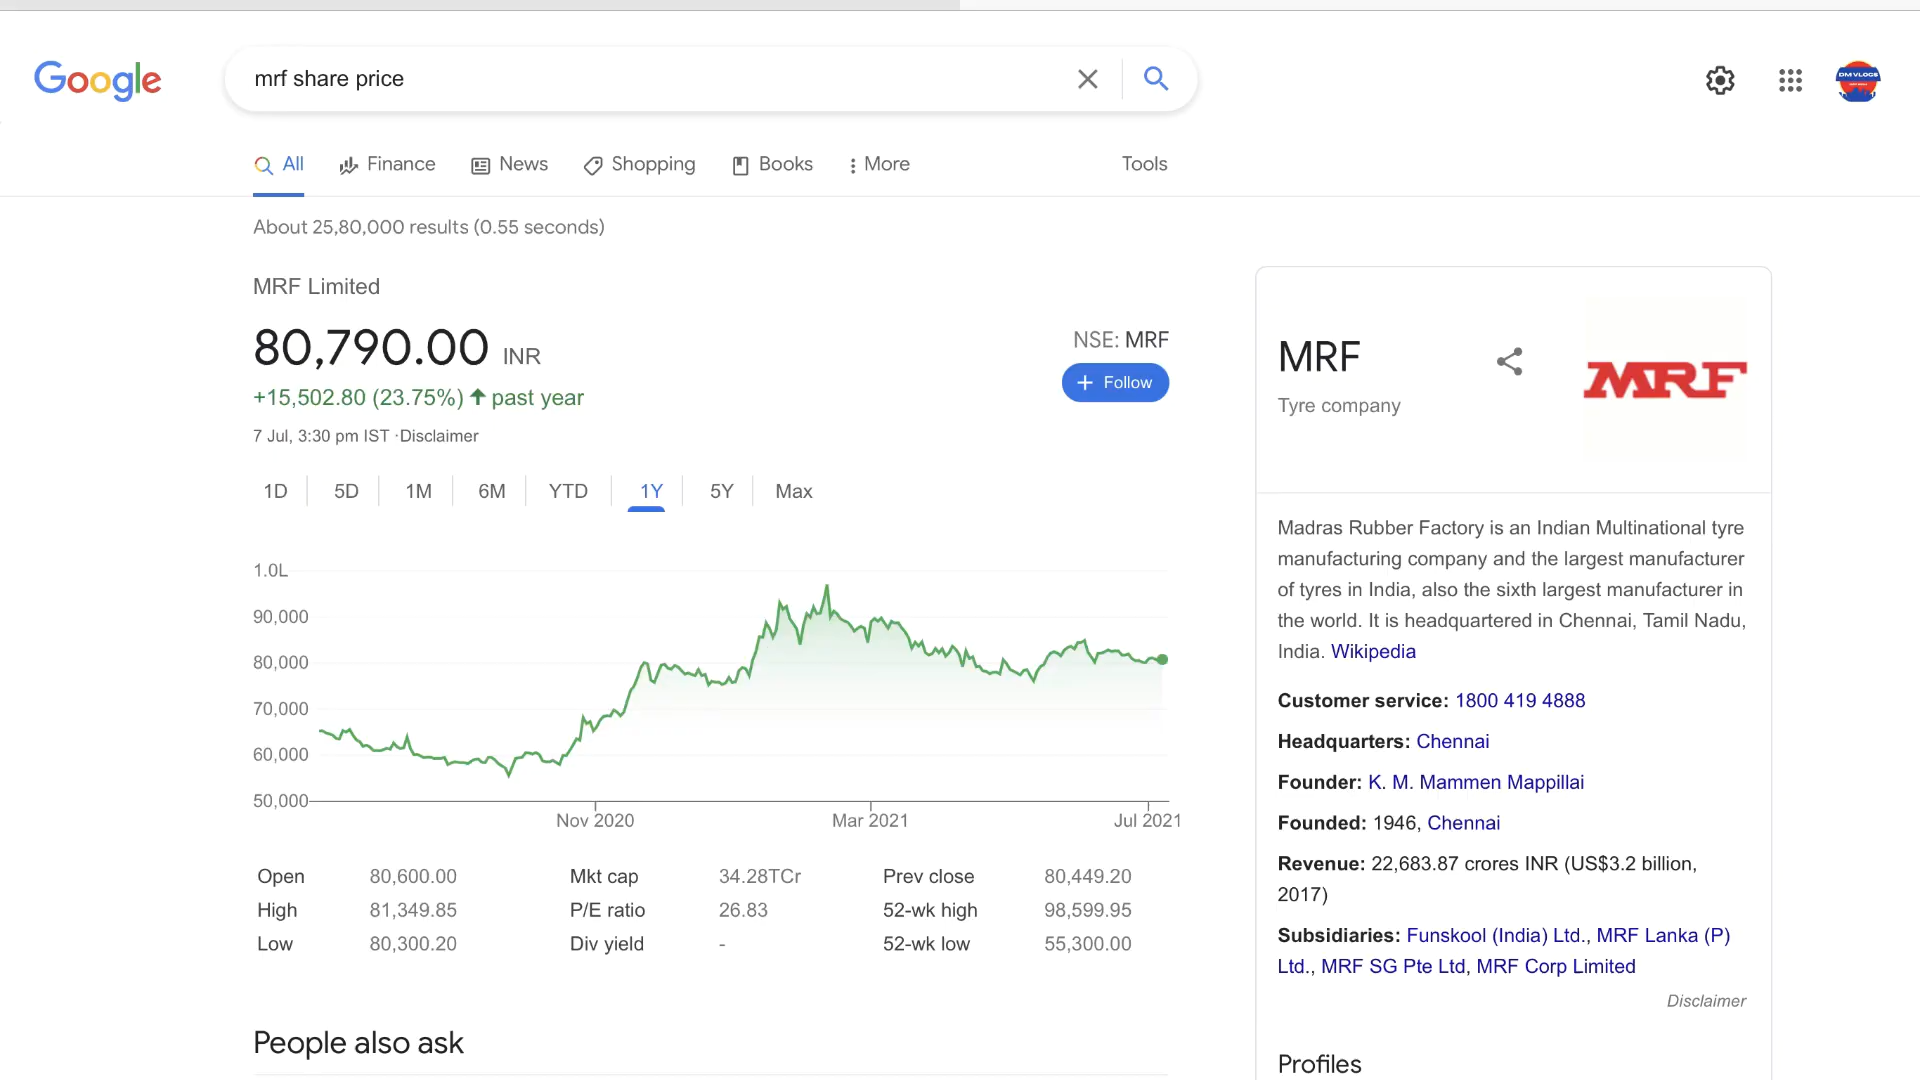 Google
mrf share price
DM VLOGS
All
Finance
News
Shopping
Books
More
Tools
About 25,80,000 results (0.55 seconds)
MRF Limited
80,790.00 INR
NSE: MRF
+ Follow
+15,502.80 (23.75%) ↑ past year
7 Jul, 3:30 pm IST ·Disclaimer
1D
5D
1M
6M
YTD
1Y
5Y
Max
1.0L
90,000
80,000
70,000
60,000
50,000
Nov 2020
Mar 2021
Jul 2021
Open 80,600.00 Mkt cap 34.28TCr Prev close 80,449.20
High 81,349.85 P/E ratio 26.83 52-wk high 98,599.95
Low 80,300.20 Div yield - 52-wk low 55,300.00
People also ask
MRF
Tyre company
MRF
Madras Rubber Factory is an Indian Multinational tyre
manufacturing company and the largest manufacturer
of tyres in India, also the sixth largest manufacturer in
the world. It is headquartered in Chennai, Tamil Nadu,
India. Wikipedia
Customer service: 1800 419 4888
Headquarters: Chennai
Founder: K. M. Mammen Mappillai
Founded: 1946, Chennai
Revenue: 22,683.87 crores INR (US$3.2 billion,
2017)
Subsidiaries: Funskool (India) Ltd., MRF Lanka (P)
Ltd., MRF SG Pte Ltd, MRF Corp Limited
Disclaimer
Profiles